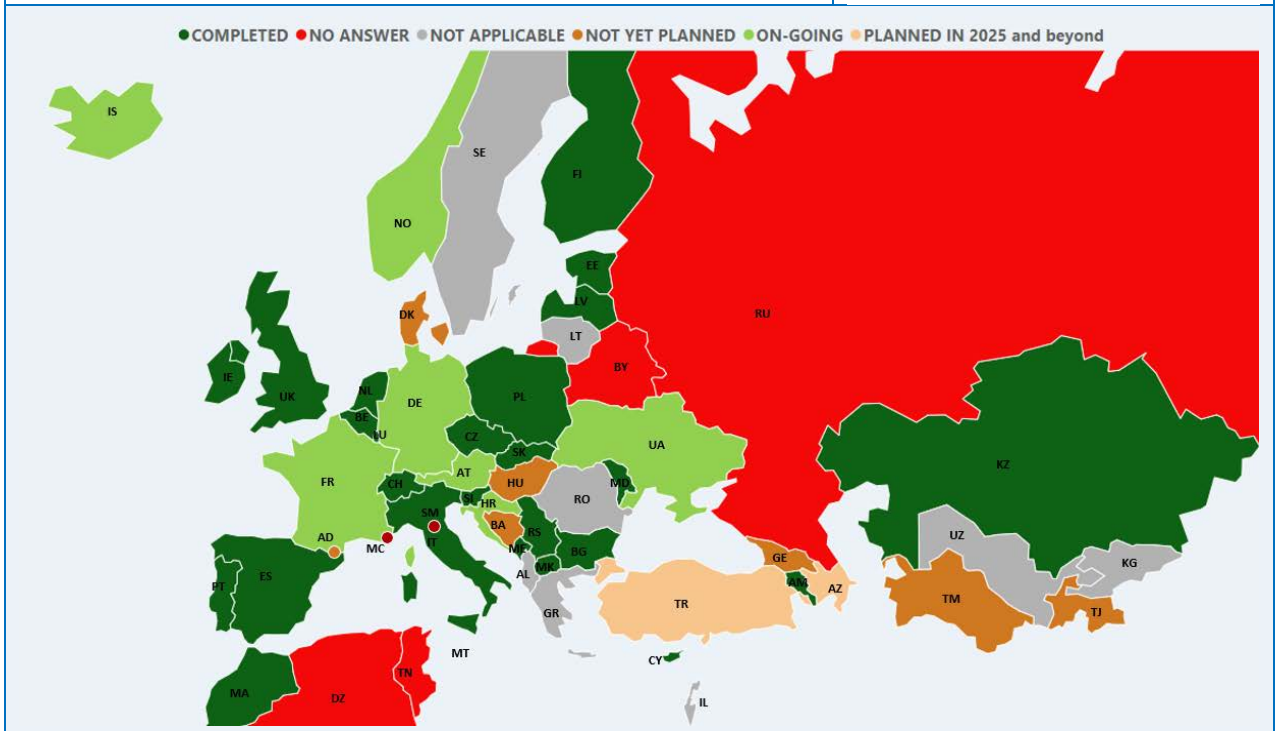 COMPLETED NO ANSWER NOT APPLICABLE NOT YET PLANNED ON-GOING PLANNED IN 2025 and beyond
IS
SE
FI
NO
EE
LV
DK
RU
LT
BY
IE
NL
UK
BE
DE
PL
LU
CZ
UA
SK
AT
KZ
FR
CH
HU
MD
RO
SI
HR
SM
BA
RS
AD
MC
IT
ME
BG
UZ
GE
KG
MK
AL
ES
PT
AM
AZ
TM
TR
GR
TJ
MT
CY
TN
MA
DZ
IL